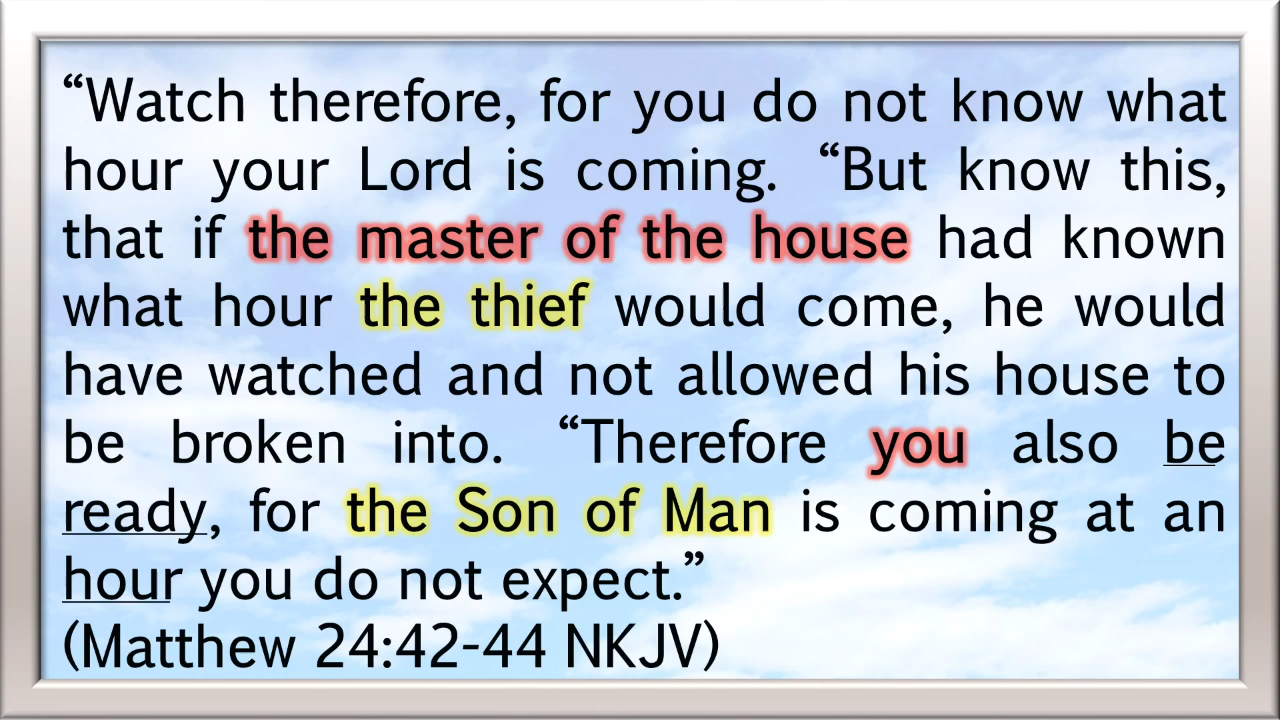 “Watch therefore, for you do not know what
hour your Lord is coming. “But know this,
that if the master of the house had known
what hour the thief would come, he would
have watched and not allowed his house to
be broken into. “Therefore you also be
ready, for the Son of Man is coming at an
hour you do not expect.”
(Matthew 24:42-44 NKJV)